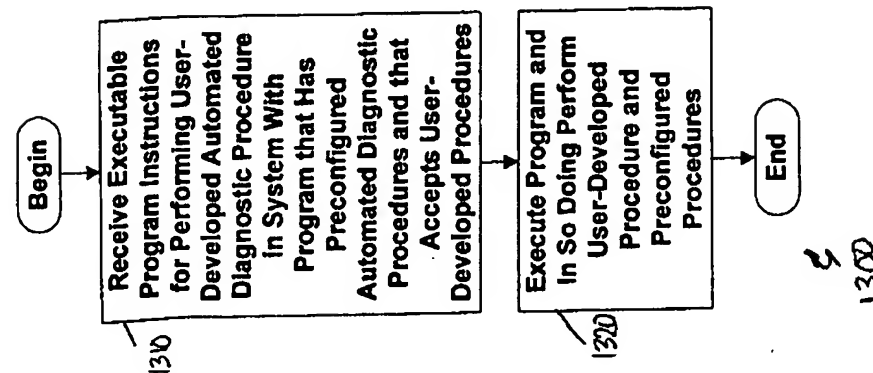 Begin
Receive Executable
Program Instructions
for Performing User-
Developed Automated
Diagnostic Procedure
in System With
Program that Has
Preconfigured
Automated Diagnostic
Procedures and that
Accepts User-
Developed Procedures
1310
Execute Program and
In So Doing Perform
User-Developed
Procedure and
Preconfigured
Procedures
1320
End
1300